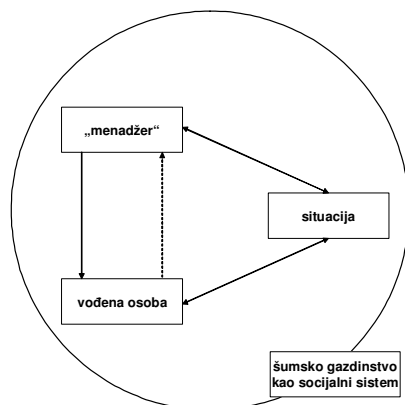 „menadžer“
situacija
vođena osoba
šumsko gazdinstvo
kao socijalni sistem